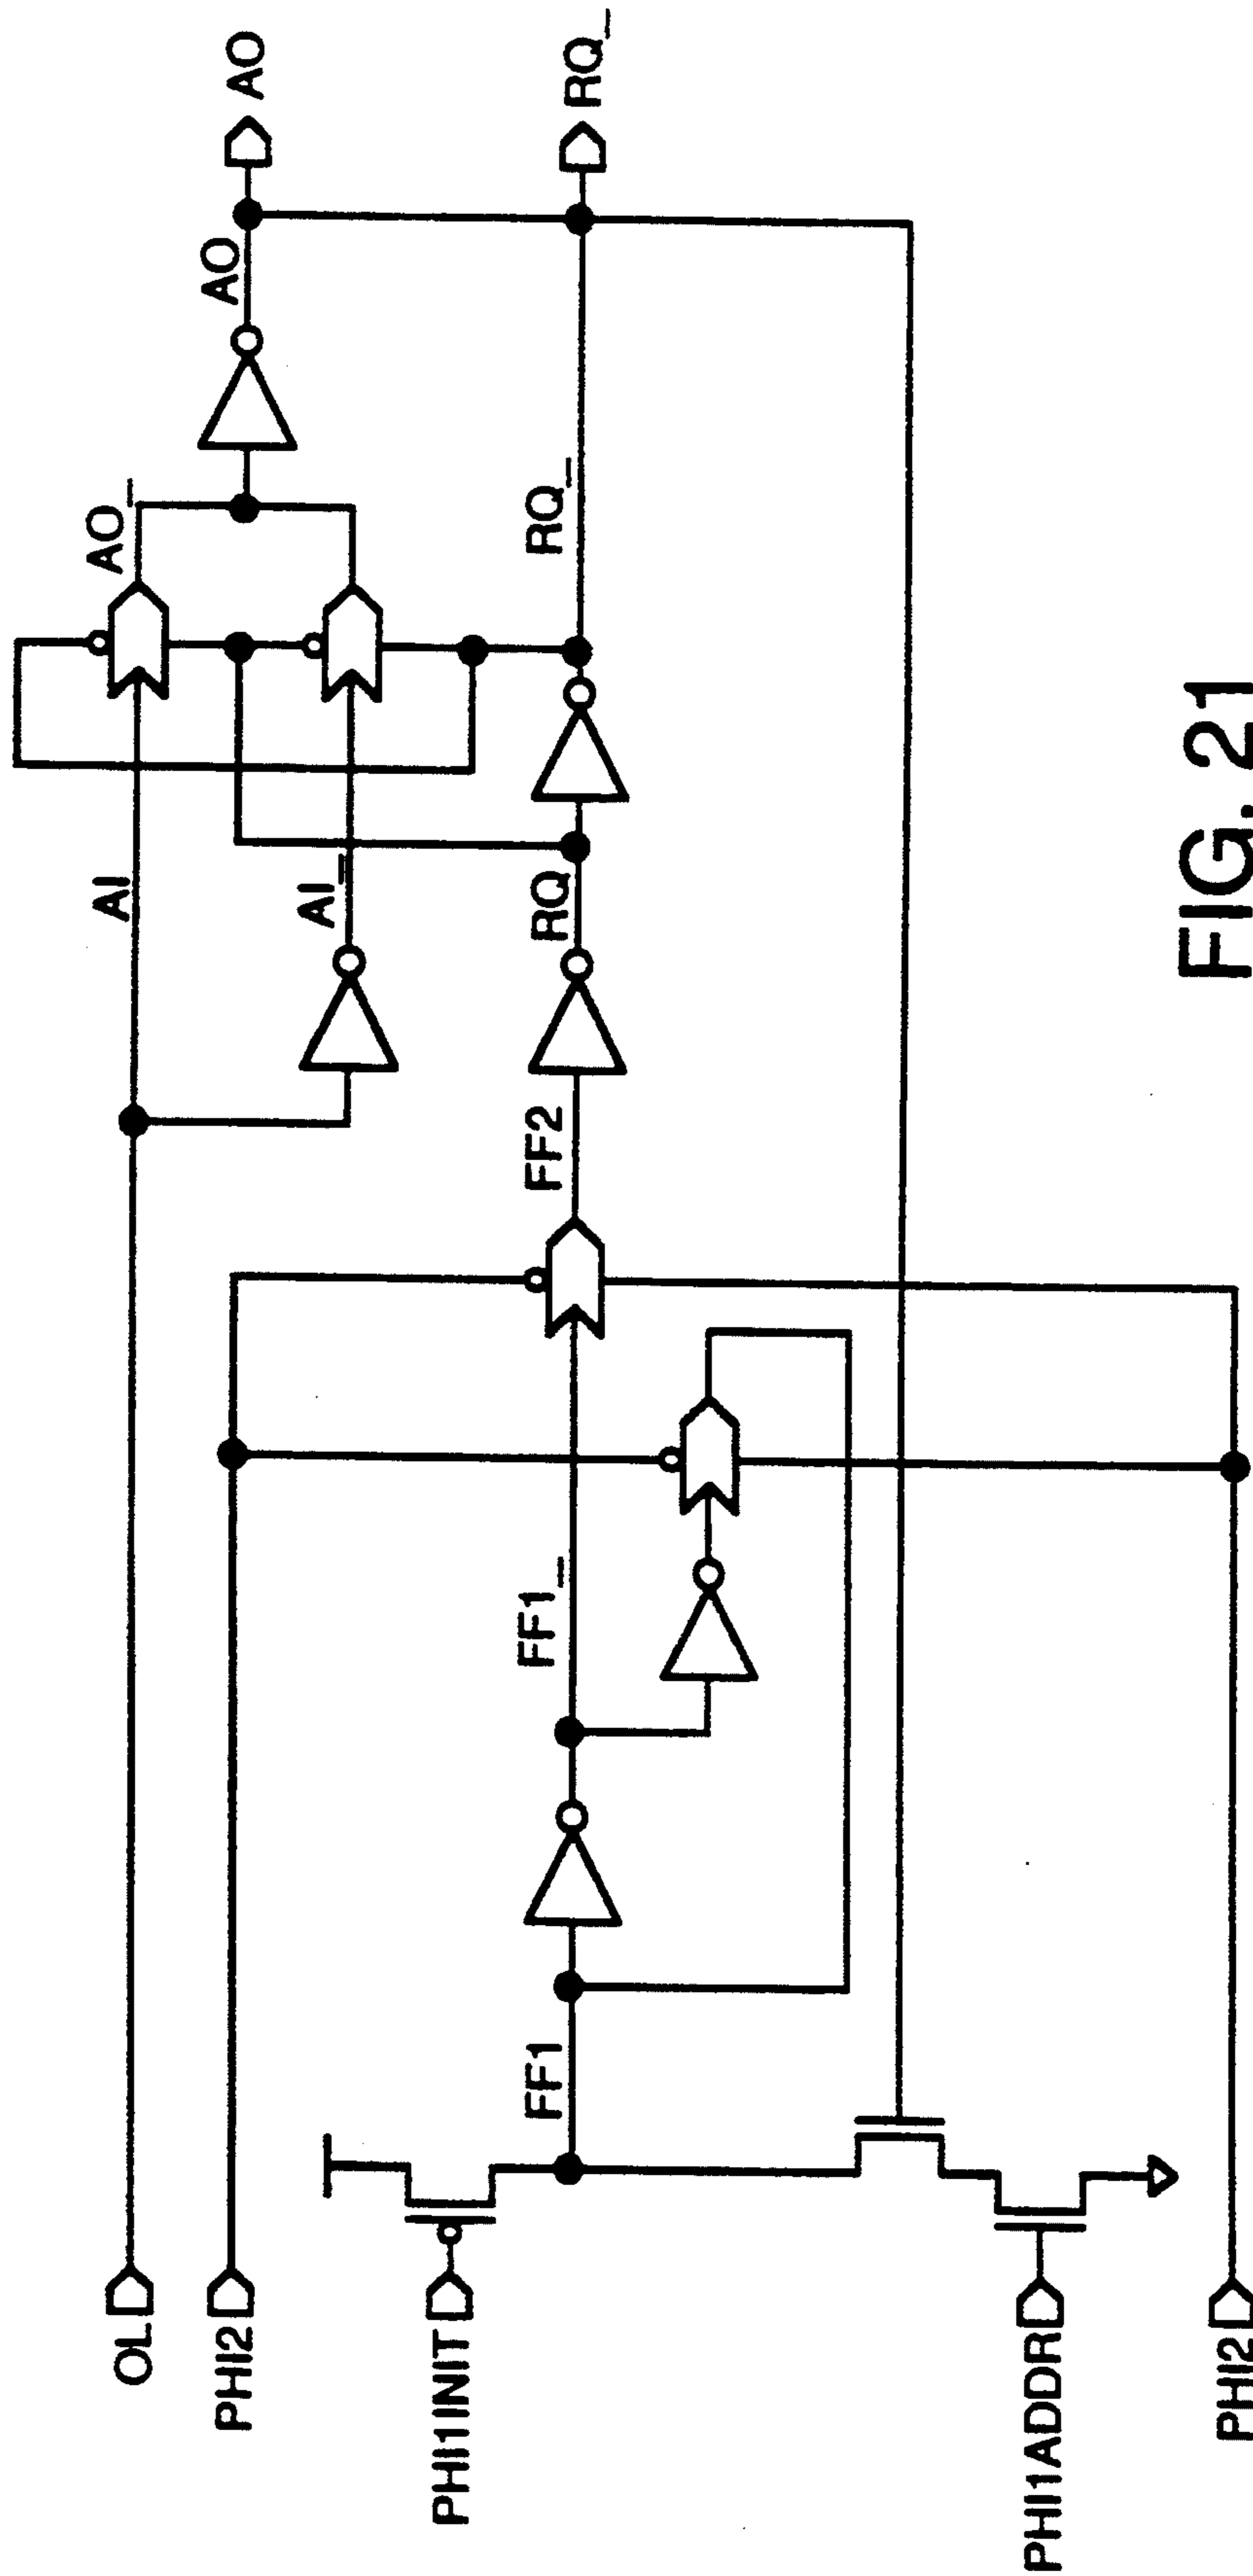 OL
PHI2
PHI1INIT
PHI1ADDR
PHI2
FF1
FF1_
FF2
AI
AI_
RQ
AO_
RQ_
AO
AO
RQ_
FIG. 21